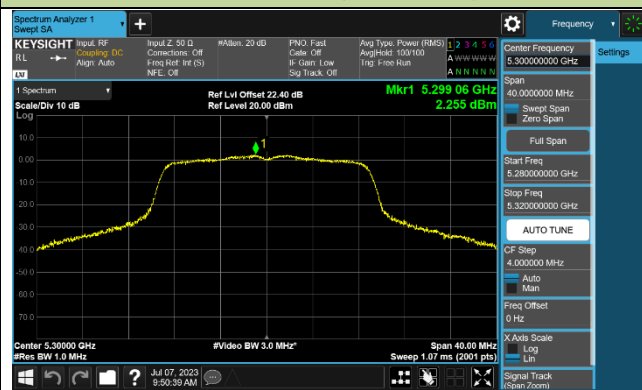 Spectrum Analyzer 1
Swept SA
Frequency
KEYSIGHT
RL
LXI
Input: RF
Coupling: DC
Align: Auto
Input Z: 50 Ω
Corrections: Off
Freq Ref: Int (S)
NFE: Off
#Atten: 20 dB
PNO: Fast
Gate: Off
IF Gain: Low
Sig Track: Off
Avg Type: Power (RMS)
Avg|Hold: 100/100
Trig: Free Run
1 2 3 4 5 6
A W W W W W
A N N N N N
1 Spectrum
Scale/Div 10 dB
Log
Ref Lvl Offset 22.40 dB
Ref Level 20.00 dBm
Mkr1 5.299 06 GHz
2.255 dBm
1
10.0
0.00
-10.0
-20.0
-30.0
-40.0
-50.0
-60.0
-70.0
Center 5.30000 GHz
#Res BW 1.0 MHz
#Video BW 3.0 MHz*
Span 40.00 MHz
Sweep 1.07 ms (2001 pts)
Center Frequency
5.300000000 GHz
Settings
Span
40.0000000 MHz
Swept Span
Zero Span
Full Span
Start Freq
5.280000000 GHz
Stop Freq
5.320000000 GHz
AUTO TUNE
CF Step
4.000000 MHz
Auto
Man
Freq Offset
0 Hz
X Axis Scale
Log
Lin
Signal Track
(Span Zoom)
?
Jul 07, 2023
9:50:39 AM